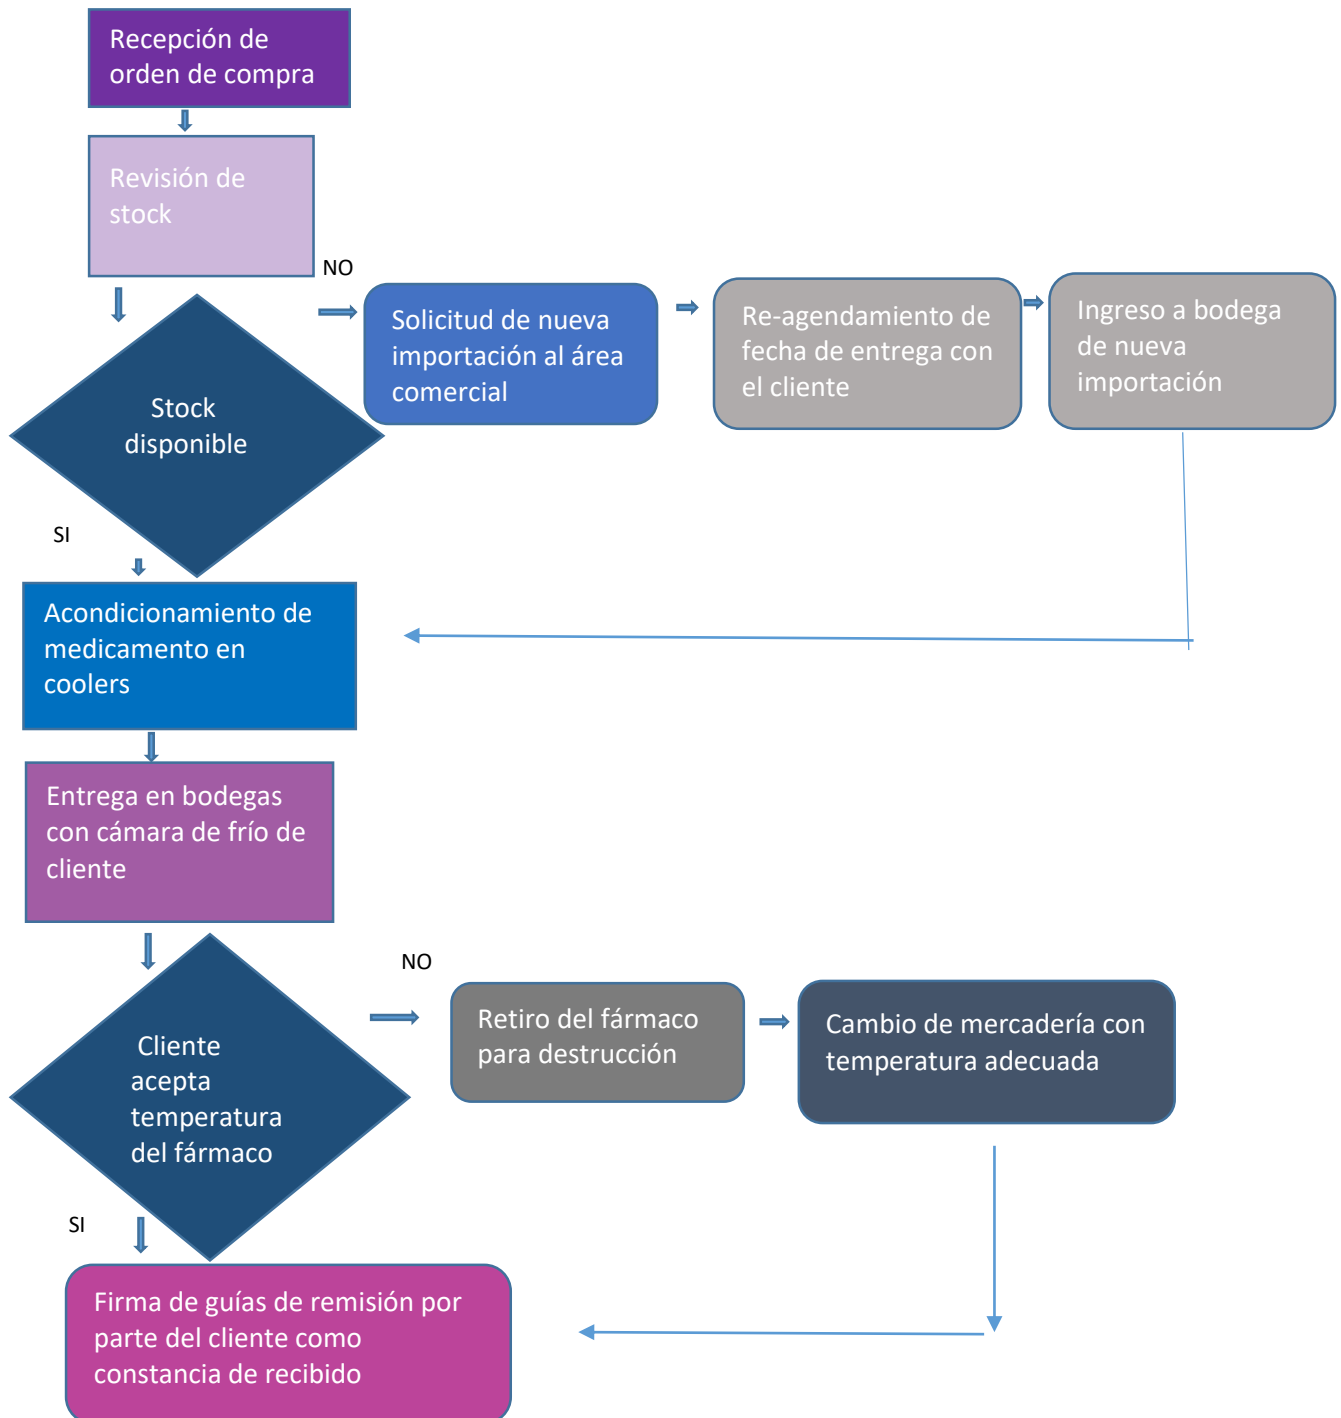 Recepción de
orden de compra
Revisión de
stock
NO
Solicitud de nueva
importación al área
comercial
Re-agendamiento de
fecha de entrega con
el cliente
Ingreso a bodega
de nueva
importación
Stock
disponible
SI
Acondicionamiento de
medicamento en
coolers
Entrega en bodegas
con cámara de frío de
cliente
NO
Retiro del fármaco
para destrucción
Cambio de mercadería con
temperatura adecuada
Cliente
acepta
temperatura
del fármaco
SI
Firma de guías de remisión por
parte del cliente como
constancia de recibido